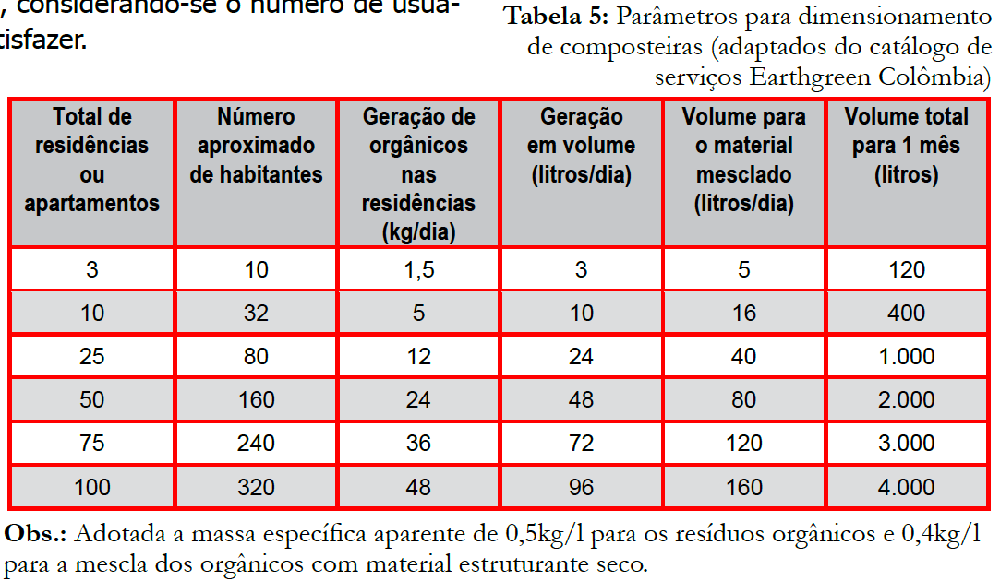 , considerando-se o número de usuá-
tisfazer.
Tabela 5: Parâmetros para dimensionamento
de composteiras (adaptados do catálogo de
serviços Earthgreen Colômbia)
Total de residências ou apartamentos | Número aproximado de habitantes | Geração de orgânicos nas residências (kg/dia) | Geração em volume (litros/dia) | Volume para o material mesclado (litros/dia) | Volume total para 1 mês (litros)
3 | 10 | 1,5 | 3 | 5 | 120
10 | 32 | 5 | 10 | 16 | 400
25 | 80 | 12 | 24 | 40 | 1.000
50 | 160 | 24 | 48 | 80 | 2.000
75 | 240 | 36 | 72 | 120 | 3.000
100 | 320 | 48 | 96 | 160 | 4.000
Obs.: Adotada a massa específica aparente de 0,5kg/l para os resíduos orgânicos e 0,4kg/l
para a mescla dos orgânicos com material estruturante seco.